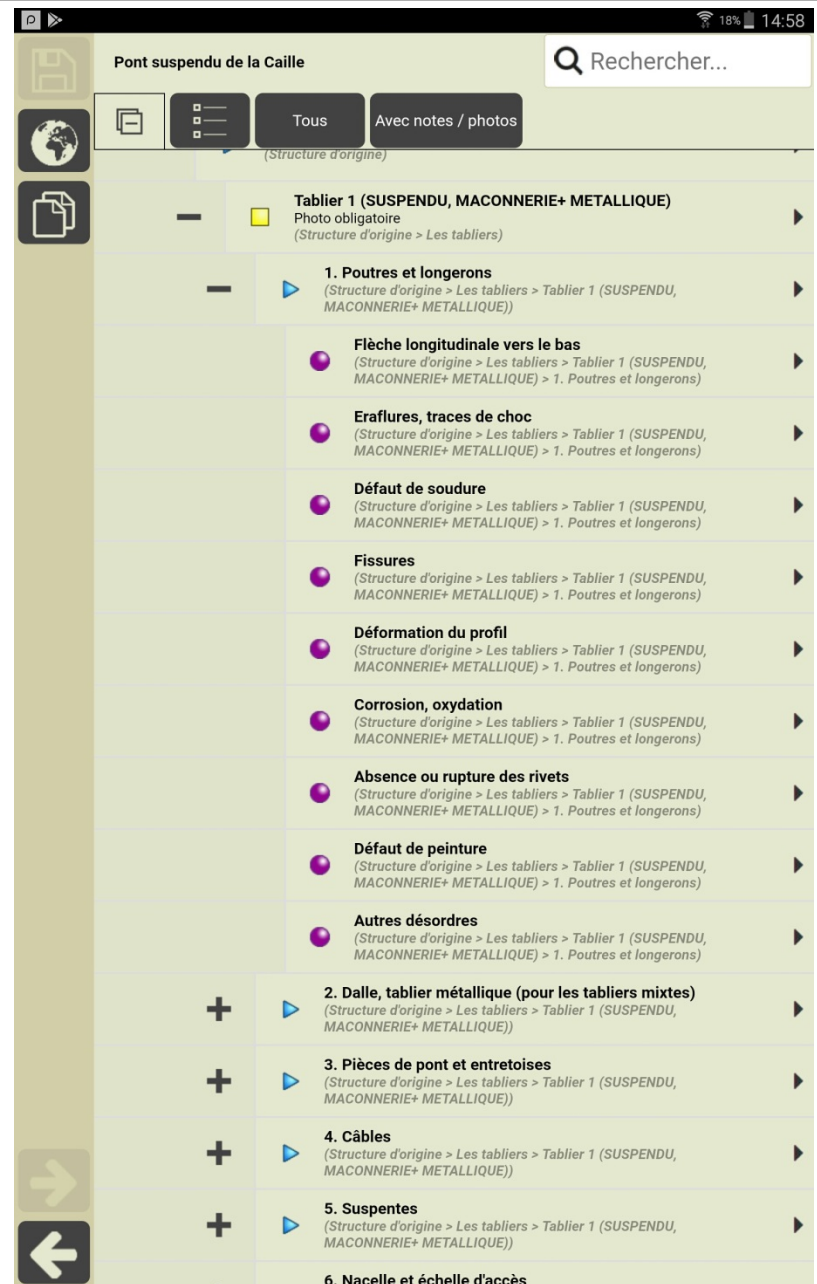 18% 14:58
Pont suspendu de la Caille
Rechercher...
Tous
Avec notes / photos
(Structure d'origine)
Tablier 1 (SUSPENDU, MACONNERIE+ METALLIQUE)
Photo obligatoire
(Structure d'origine > Les tabliers)
1. Poutres et longerons
(Structure d'origine > Les tabliers > Tablier 1 (SUSPENDU,
MACONNERIE+ METALLIQUE))
Flèche longitudinale vers le bas
(Structure d'origine > Les tabliers > Tablier 1 (SUSPENDU,
MACONNERIE+ METALLIQUE) > 1. Poutres et longerons)
Eraflures, traces de choc
(Structure d'origine > Les tabliers > Tablier 1 (SUSPENDU,
MACONNERIE+ METALLIQUE) > 1. Poutres et longerons)
Défaut de soudure
(Structure d'origine > Les tabliers > Tablier 1 (SUSPENDU,
MACONNERIE+ METALLIQUE) > 1. Poutres et longerons)
Fissures
(Structure d'origine > Les tabliers > Tablier 1 (SUSPENDU,
MACONNERIE+ METALLIQUE) > 1. Poutres et longerons)
Déformation du profil
(Structure d'origine > Les tabliers > Tablier 1 (SUSPENDU,
MACONNERIE+ METALLIQUE) > 1. Poutres et longerons)
Corrosion, oxydation
(Structure d'origine > Les tabliers > Tablier 1 (SUSPENDU,
MACONNERIE+ METALLIQUE) > 1. Poutres et longerons)
Absence ou rupture des rivets
(Structure d'origine > Les tabliers > Tablier 1 (SUSPENDU,
MACONNERIE+ METALLIQUE) > 1. Poutres et longerons)
Défaut de peinture
(Structure d'origine > Les tabliers > Tablier 1 (SUSPENDU,
MACONNERIE+ METALLIQUE) > 1. Poutres et longerons)
Autres désordres
(Structure d'origine > Les tabliers > Tablier 1 (SUSPENDU,
MACONNERIE+ METALLIQUE) > 1. Poutres et longerons)
2. Dalle, tablier métallique (pour les tabliers mixtes)
(Structure d'origine > Les tabliers > Tablier 1 (SUSPENDU,
MACONNERIE+ METALLIQUE))
3. Pièces de pont et entretoises
(Structure d'origine > Les tabliers > Tablier 1 (SUSPENDU,
MACONNERIE+ METALLIQUE))
4. Câbles
(Structure d'origine > Les tabliers > Tablier 1 (SUSPENDU,
MACONNERIE+ METALLIQUE))
5. Suspentes
(Structure d'origine > Les tabliers > Tablier 1 (SUSPENDU,
MACONNERIE+ METALLIQUE))
6. Nacelle et échelle d'accès